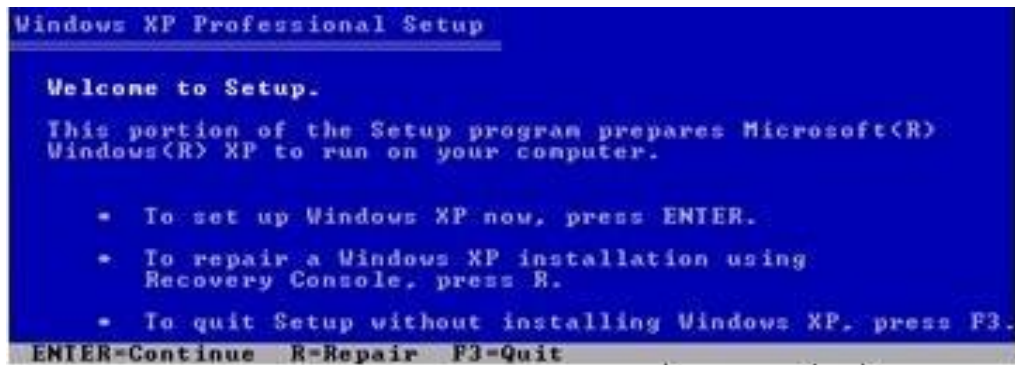 Windows XP Professional Setup
Welcome to Setup.
This portion of the Setup program prepares Microsoft(R)
Windows(R) XP to run on your computer.
• To set up Windows XP now, press ENTER.
• To repair a Windows XP installation using
Recovery Console, press R.
• To quit Setup without installing Windows XP, press F3.
ENTER=Continue R=Repair F3=Quit